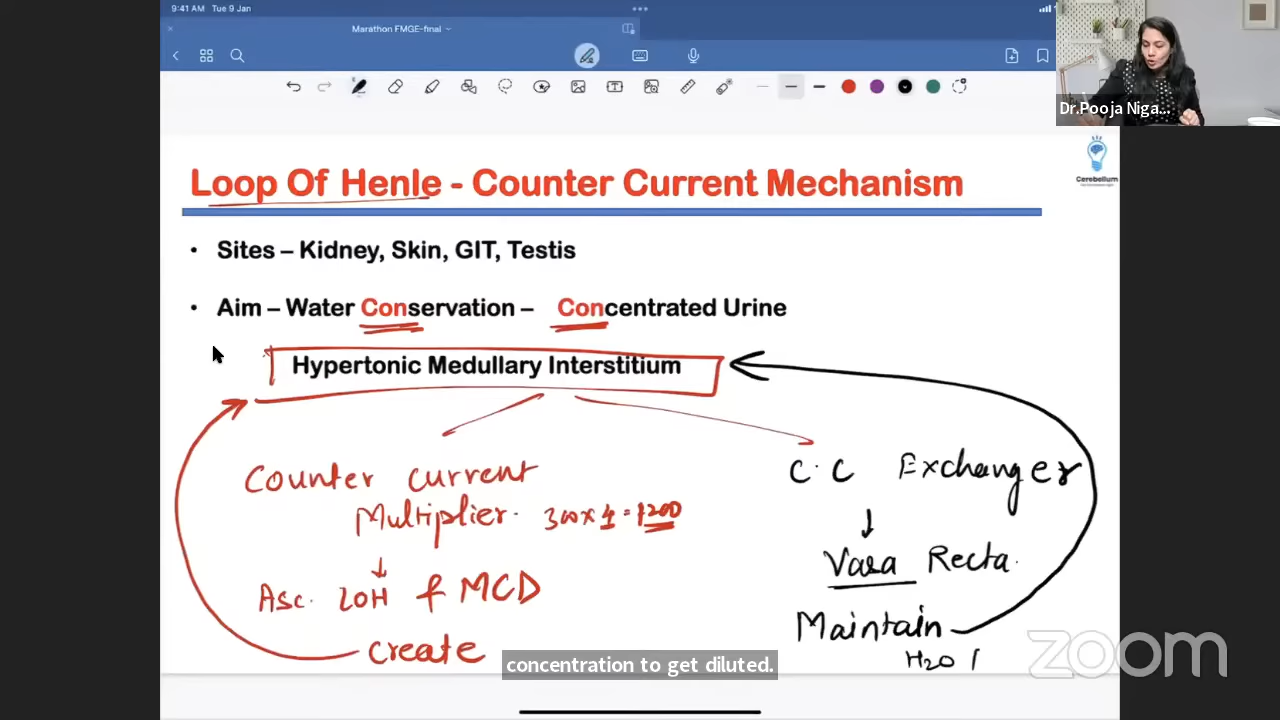 9:41 AM Tue 9 Jan
Marathon FMGE-final
Dr.Pooja Niga...
Cerebellum
Loop Of Henle - Counter Current Mechanism
• Sites – Kidney, Skin, GIT, Testis
• Aim – Water Conservation – Concentrated Urine
Hypertonic Medullary Interstitium
Counter current
Multiplier. 300 x 4 = 1200
↓
Asc. LOH & MCD
create
C.C Exchanger
↓
Vasa Recta.
Maintain
H2O
concentration to get diluted.
zoom